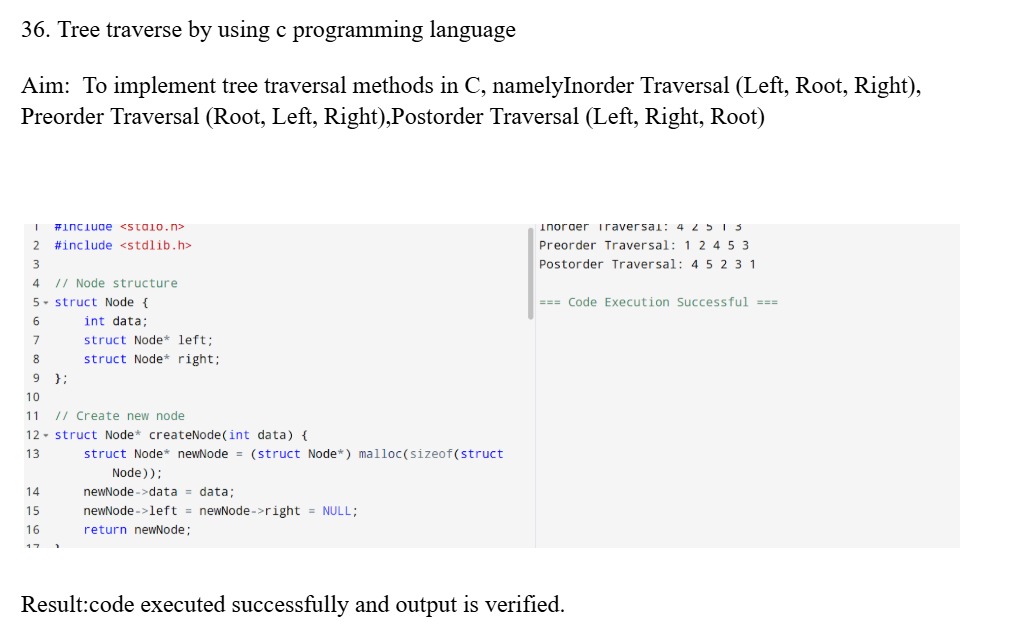 36. Tree traverse by using c programming language
Aim:  To implement tree traversal methods in C, namelyInorder Traversal (Left, Root, Right),
Preorder Traversal (Root, Left, Right),Postorder Traversal (Left, Right, Root)
1 #include <stdio.h>
2 #include <stdlib.h>
3
4 // Node structure
5 struct Node {
6     int data;
7     struct Node* left;
8     struct Node* right;
9 };
10
11 // Create new node
12 struct Node* createNode(int data) {
13     struct Node* newNode = (struct Node*) malloc(sizeof(struct
Node));
14     newNode->data = data;
15     newNode->left = newNode->right = NULL;
16     return newNode;
17 }
Inorder Traversal: 4 2 5 1 3
Preorder Traversal: 1 2 4 5 3
Postorder Traversal: 4 5 2 3 1
=== Code Execution Successful ===
Result:code executed successfully and output is verified.